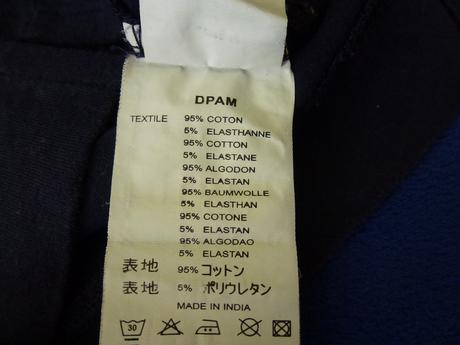 DPAM
TEXTILE 95% COTON
5% ELASTHANNE
95% COTTON
5% ELASTANE
95% ALGODON
5% ELASTAN
95% BAUMWOLLE
5% ELASTHAN
95% COTONE
5% ELASTAN
95% ALGODAO
5% ELASTAN
表地 95% コットン
表地 5% ポリウレタン
MADE IN INDIA
30